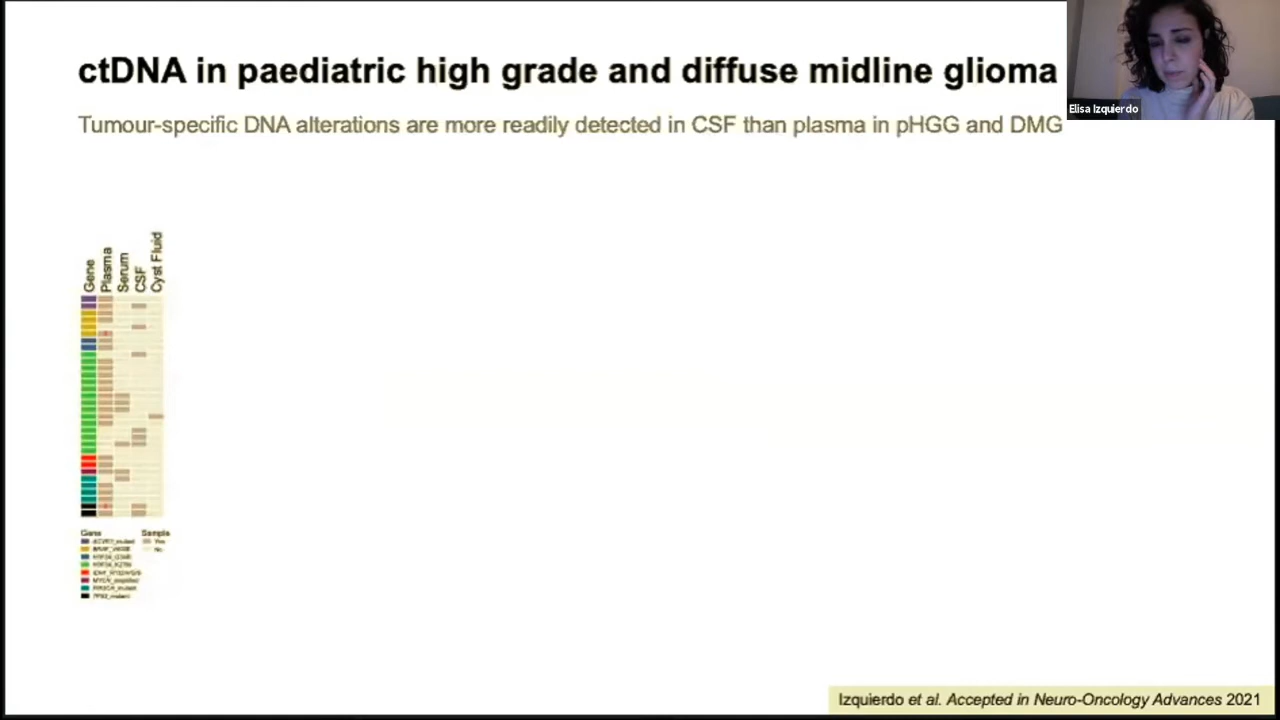 ctDNA in paediatric high grade and diffuse midline glioma
Elisa Izquierdo
Tumour-specific DNA alterations are more readily detected in CSF than plasma in pHGG and DMG
Gene
Plasma
Serum
CSF
Cyst Fluid
Gene
Sample
Yes
No
Izquierdo et al. Accepted in Neuro-Oncology Advances 2021